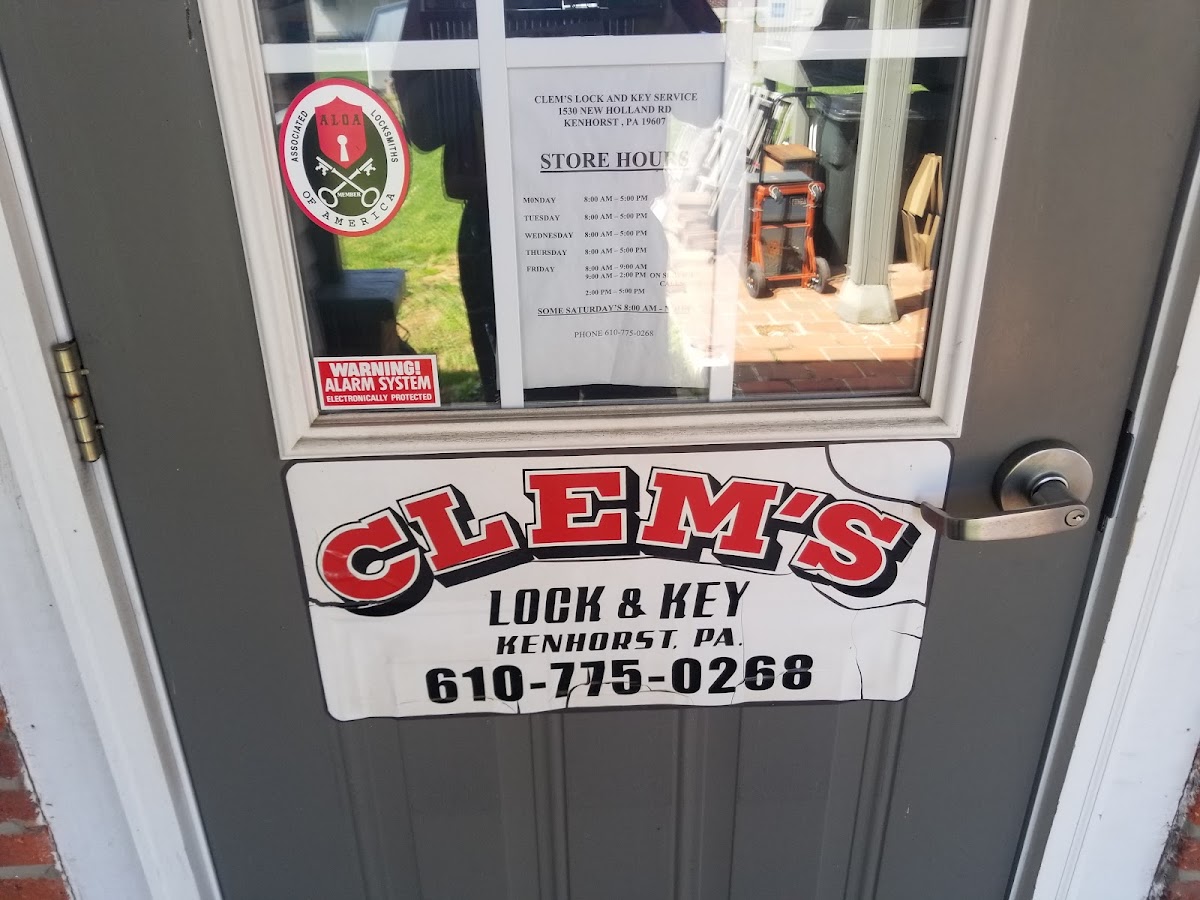 ASSOCIATED LOCKSMITHS
ALOA
MEMBER
OF AMERICA
CLEM'S LOCK AND KEY SERVICE
1530 NEW HOLLAND RD
KENHORST , PA 19607
STORE HOURS
MONDAY 8:00 AM – 5:00 PM
TUESDAY 8:00 AM – 5:00 PM
WEDNESDAY 8:00 AM – 5:00 PM
THURSDAY 8:00 AM – 5:00 PM
FRIDAY 8:00 AM – 9:00 AM
9:00 AM – 2:00 PM ON
2:00 PM – 5:00 PM
SOME SATURDAY'S 8:00 AM –
PHONE 610-775-0268
WARNING!
ALARM SYSTEM
ELECTRONICALLY PROTECTED
CLEM'S
LOCK & KEY
KENHORST, PA.
610-775-0268